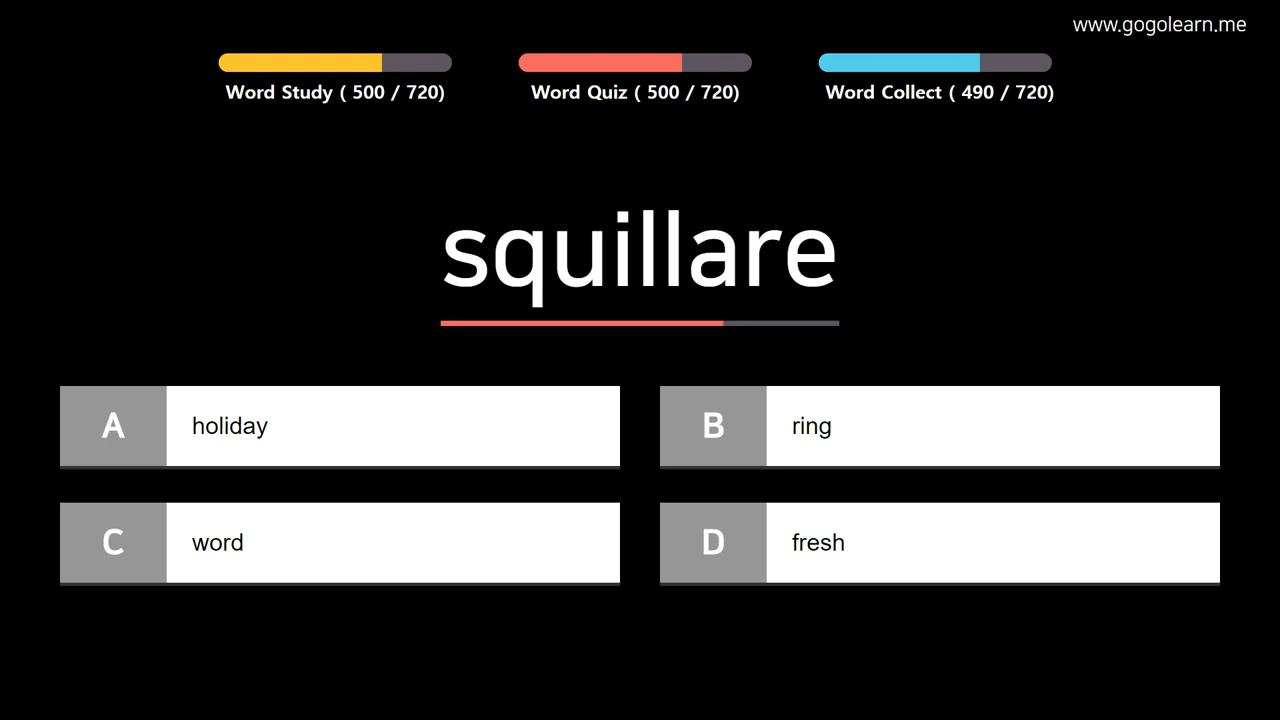 www.gogolearn.me
Word Study ( 500 / 720)
Word Quiz ( 500 / 720)
Word Collect ( 490 / 720)
squillare
A holiday
B ring
C word
D fresh